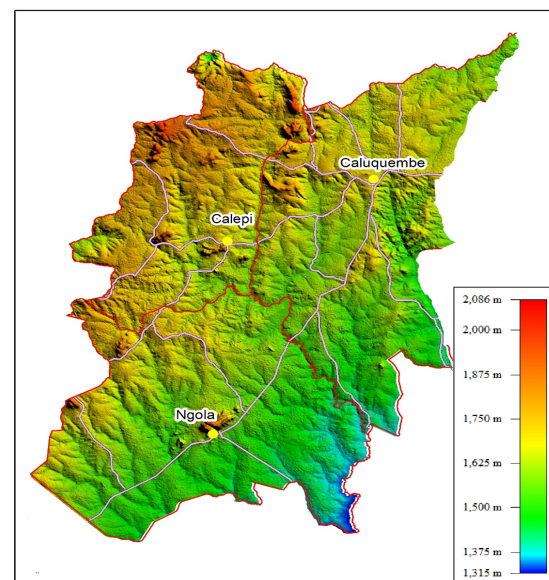 Caluquembe
Calepi
Ngola
2,086 m
2,000 m
1,875 m
1,750 m
1,625 m
1,500 m
1,375 m
1,315 m